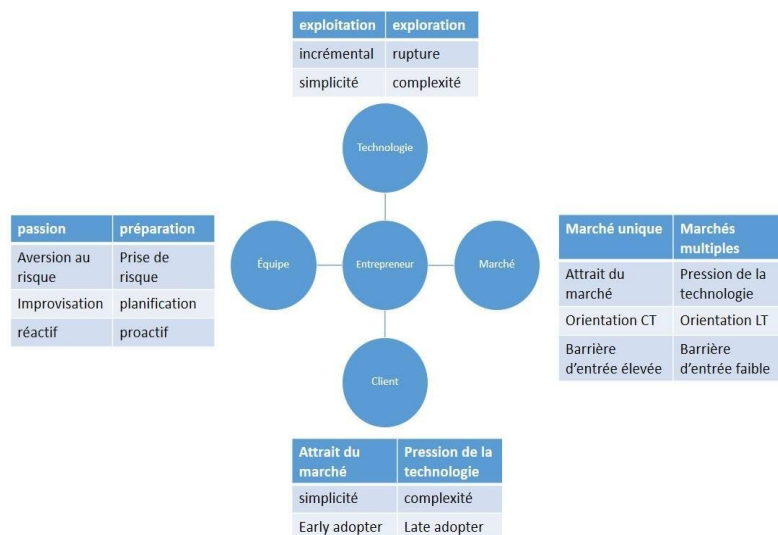 exploitation exploration
incrémental rupture
simplicité complexité
Technologie
passion préparation
Aversion au Prise de
risque risque
Improvisation planification
réactif proactif
Équipe
Entrepreneur
Marché
Marché unique Marchés
multiples
Attrait du Pression de la
marché technologie
Orientation CT Orientation LT
Barrière Barrière
d'entrée élevée d'entrée faible
Client
Attrait du Pression de la
marché technologie
simplicité complexité
Early adopter Late adopter